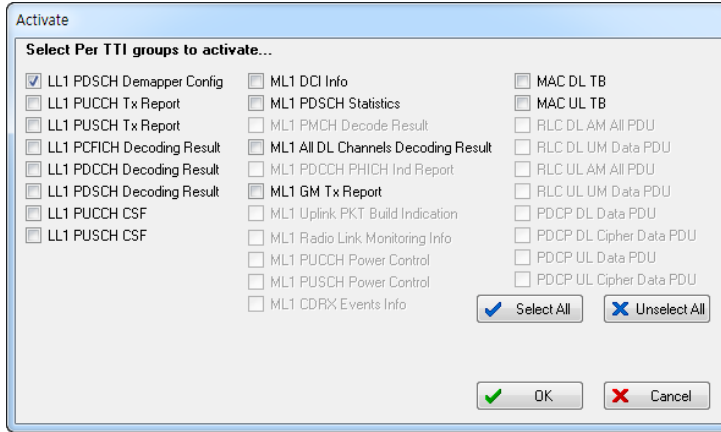 Activate
Select Per TTI groups to activate...
LL1 PDSCH Demapper Config
LL1 PUCCH Tx Report
LL1 PUSCH Tx Report
LL1 PCFICH Decoding Result
LL1 PDCCH Decoding Result
LL1 PDSCH Decoding Result
LL1 PUCCH CSF
LL1 PUSCH CSF
ML1 DCI Info
ML1 PDSCH Statistics
ML1 PMCH Decode Result
ML1 All DL Channels Decoding Result
ML1 PDCCH PHICH Ind Report
ML1 GM Tx Report
ML1 Uplink PKT Build Indication
ML1 Radio Link Monitoring Info
ML1 PUCCH Power Control
ML1 PUSCH Power Control
ML1 CDRX Events Info
MAC DL TB
MAC UL TB
RLC DL AM All PDU
RLC DL UM Data PDU
RLC UL AM All PDU
RLC UL UM Data PDU
PDCP DL Data PDU
PDCP DL Cipher Data PDU
PDCP UL Data PDU
PDCP UL Cipher Data PDU
Select All
Unselect All
OK
Cancel